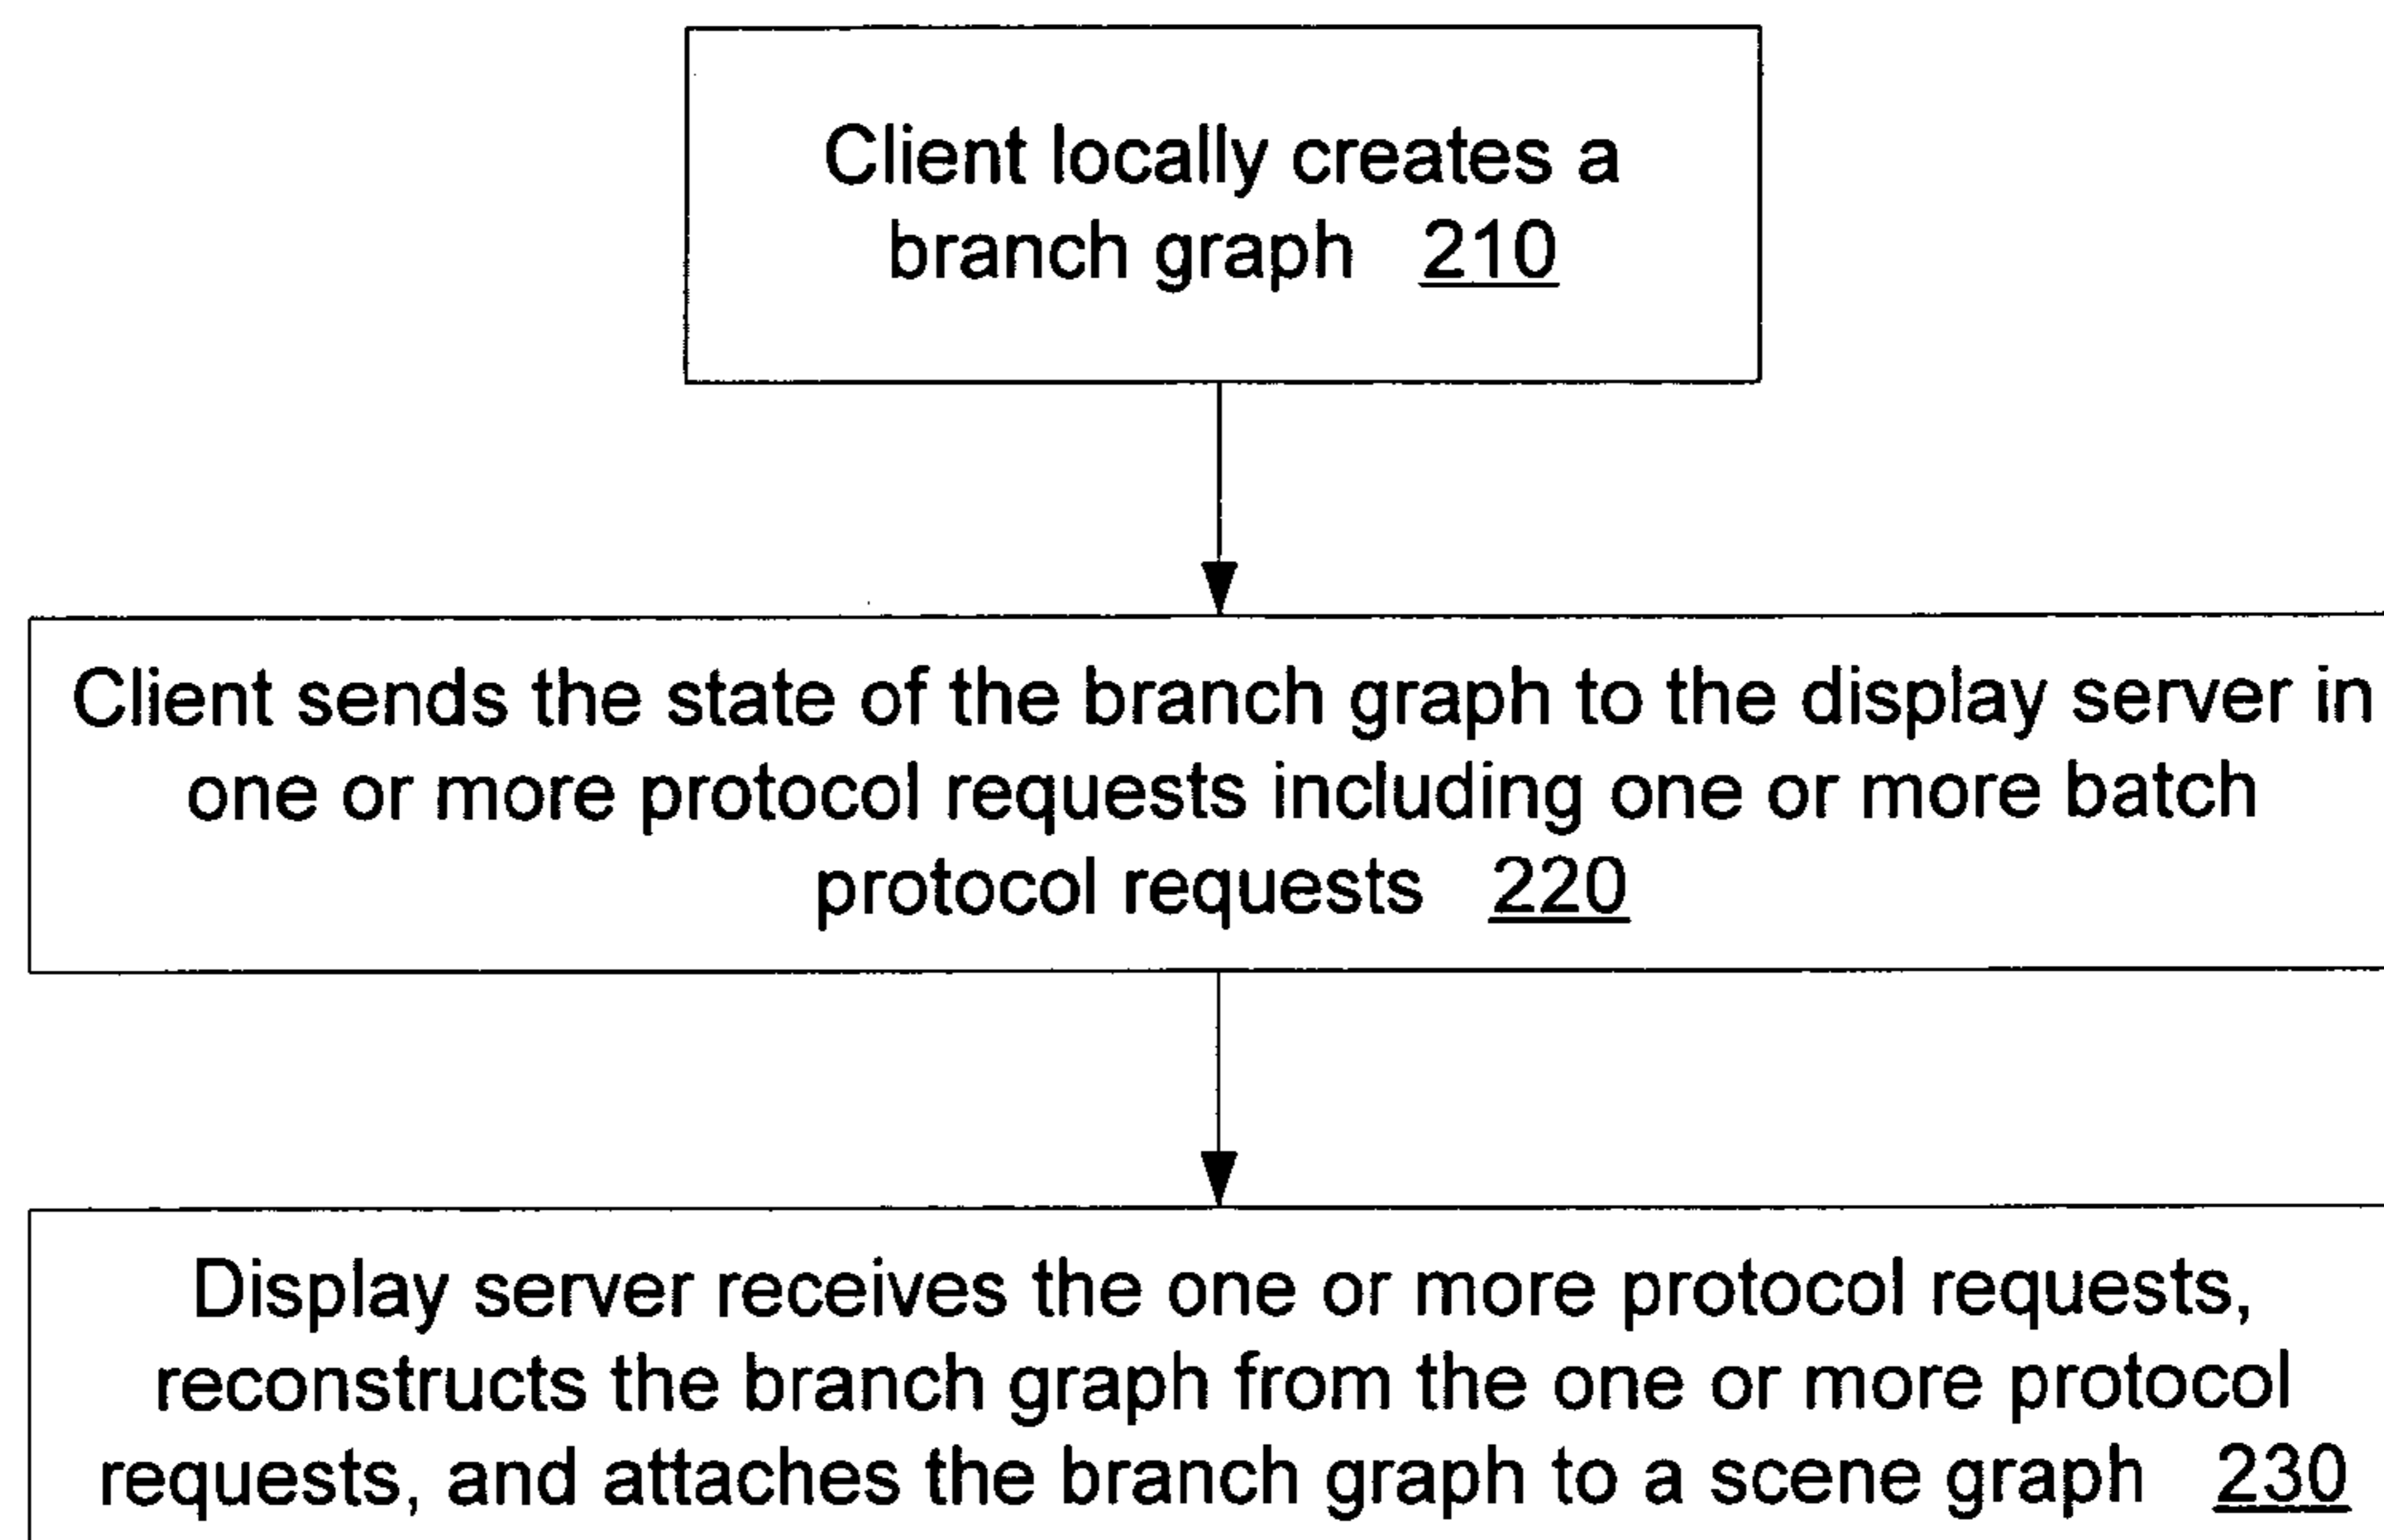 Client locally creates a
branch graph 210
Client sends the state of the branch graph to the display server in
one or more protocol requests including one or more batch
protocol requests 220
Display server receives the one or more protocol requests,
reconstructs the branch graph from the one or more protocol
requests, and attaches the branch graph to a scene graph 230